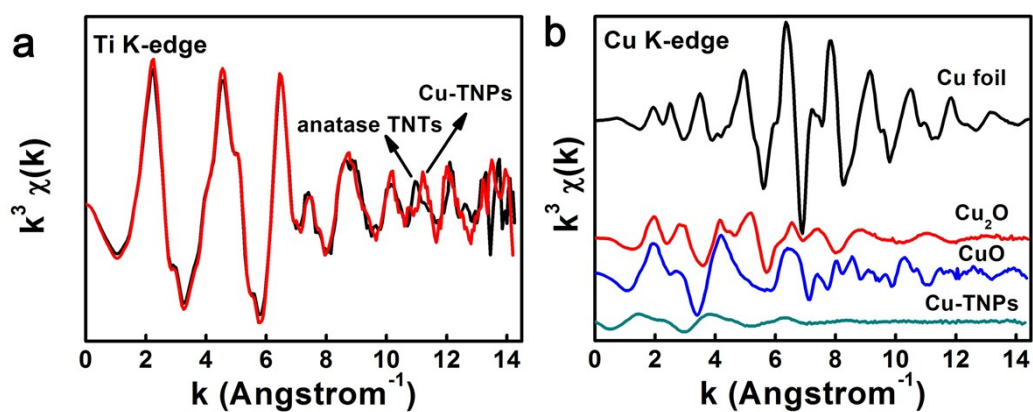 a
Ti K-edge
Cu-TNPs
anatase TNTs
k³ χ(k)
0 2 4 6 8 10 12 14
k (Angstrom⁻¹)
b
Cu K-edge
Cu foil
Cu₂O
CuO
Cu-TNPs
k³ χ(k)
0 2 4 6 8 10 12 14
k (Angstrom⁻¹)